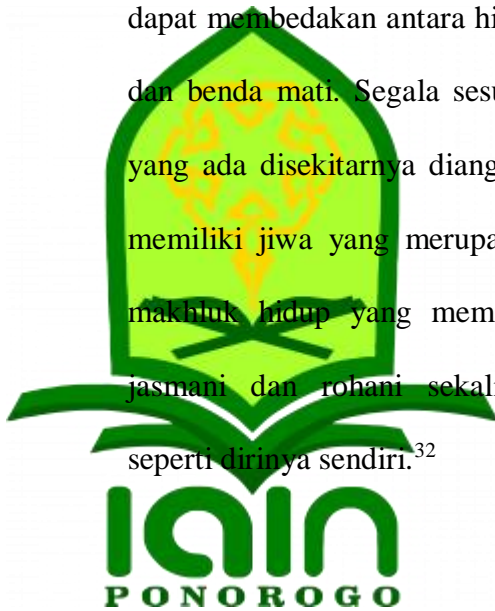 dapat membedakan antara hi
dan benda mati. Segala sesu
yang ada disekitarnya diang
memiliki jiwa yang merupa
makhluk hidup yang mem
jasmani dan rohani sekali
seperti dirinya sendiri.32
iain
PONOROGO